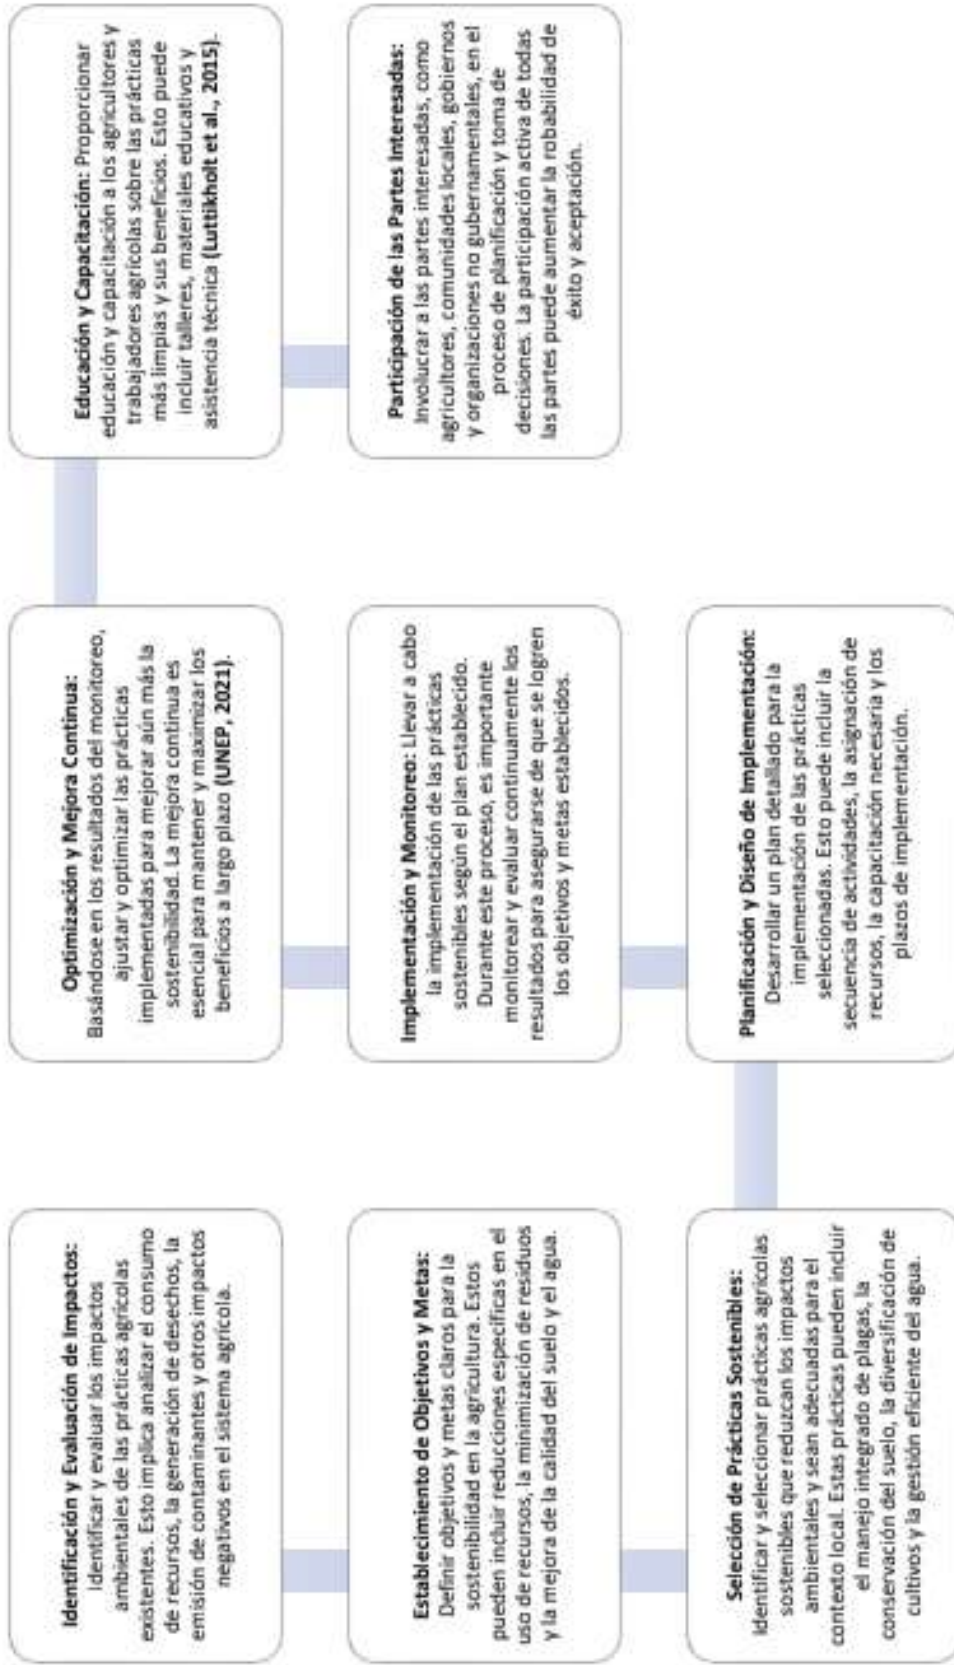 Identificación y Evaluación de Impactos:
Identificar y evaluar los impactos
ambientales de las prácticas agrícolas
existentes. Esto implica analizar el consumo
de recursos, la generación de desechos, la
emisión de contaminantes y otros impactos
negativos en el sistema agrícola.
Establecimiento de Objetivos y Metas:
Definir objetivos y metas claros para la
sostenibilidad en la agricultura. Estos
pueden incluir reducciones específicas en el
uso de recursos, la minimización de residuos
y la mejora de la calidad del suelo y el agua.
Selección de Prácticas Sostenibles:
Identificar y seleccionar prácticas agrícolas
sostenibles que reduzcan los impactos
ambientales y sean adecuadas para el
contexto local. Estas prácticas pueden incluir
el manejo integrado de plagas, la
conservación del suelo, la diversificación de
cultivos y la gestión eficiente del agua.
Planificación y Diseño de Implementación:
Desarrollar un plan detallado para la
implementación de las prácticas
seleccionadas. Esto puede incluir la
secuencia de actividades, la asignación de
recursos, la capacitación necesaria y los
plazos de implementación.
Implementación y Monitoreo: Llevar a cabo
la implementación de las prácticas
sostenibles según el plan establecido.
Durante este proceso, es importante
monitorear y evaluar continuamente los
resultados para asegurarse de que se logren
los objetivos y metas establecidos.
Optimización y Mejora Continua:
Basándose en los resultados del monitoreo,
ajustar y optimizar las prácticas
implementadas para mejorar aún más la
sostenibilidad. La mejora continua es
esencial para mantener y maximizar los
beneficios a largo plazo (UNEP, 2021).
Educación y Capacitación: Proporcionar
educación y capacitación a los agricultores y
trabajadores agrícolas sobre las prácticas
más limpias y sus beneficios. Esto puede
incluir talleres, materiales educativos y
asistencia técnica (Luttikholt et al., 2015).
Participación de las Partes Interesadas:
Involucrar a las partes interesadas, como
agricultores, comunidades locales, gobiernos
y organizaciones no gubernamentales, en el
proceso de planificación y toma de
decisiones. La participación activa de todas
las partes puede aumentar la robabilidad de
éxito y aceptación.